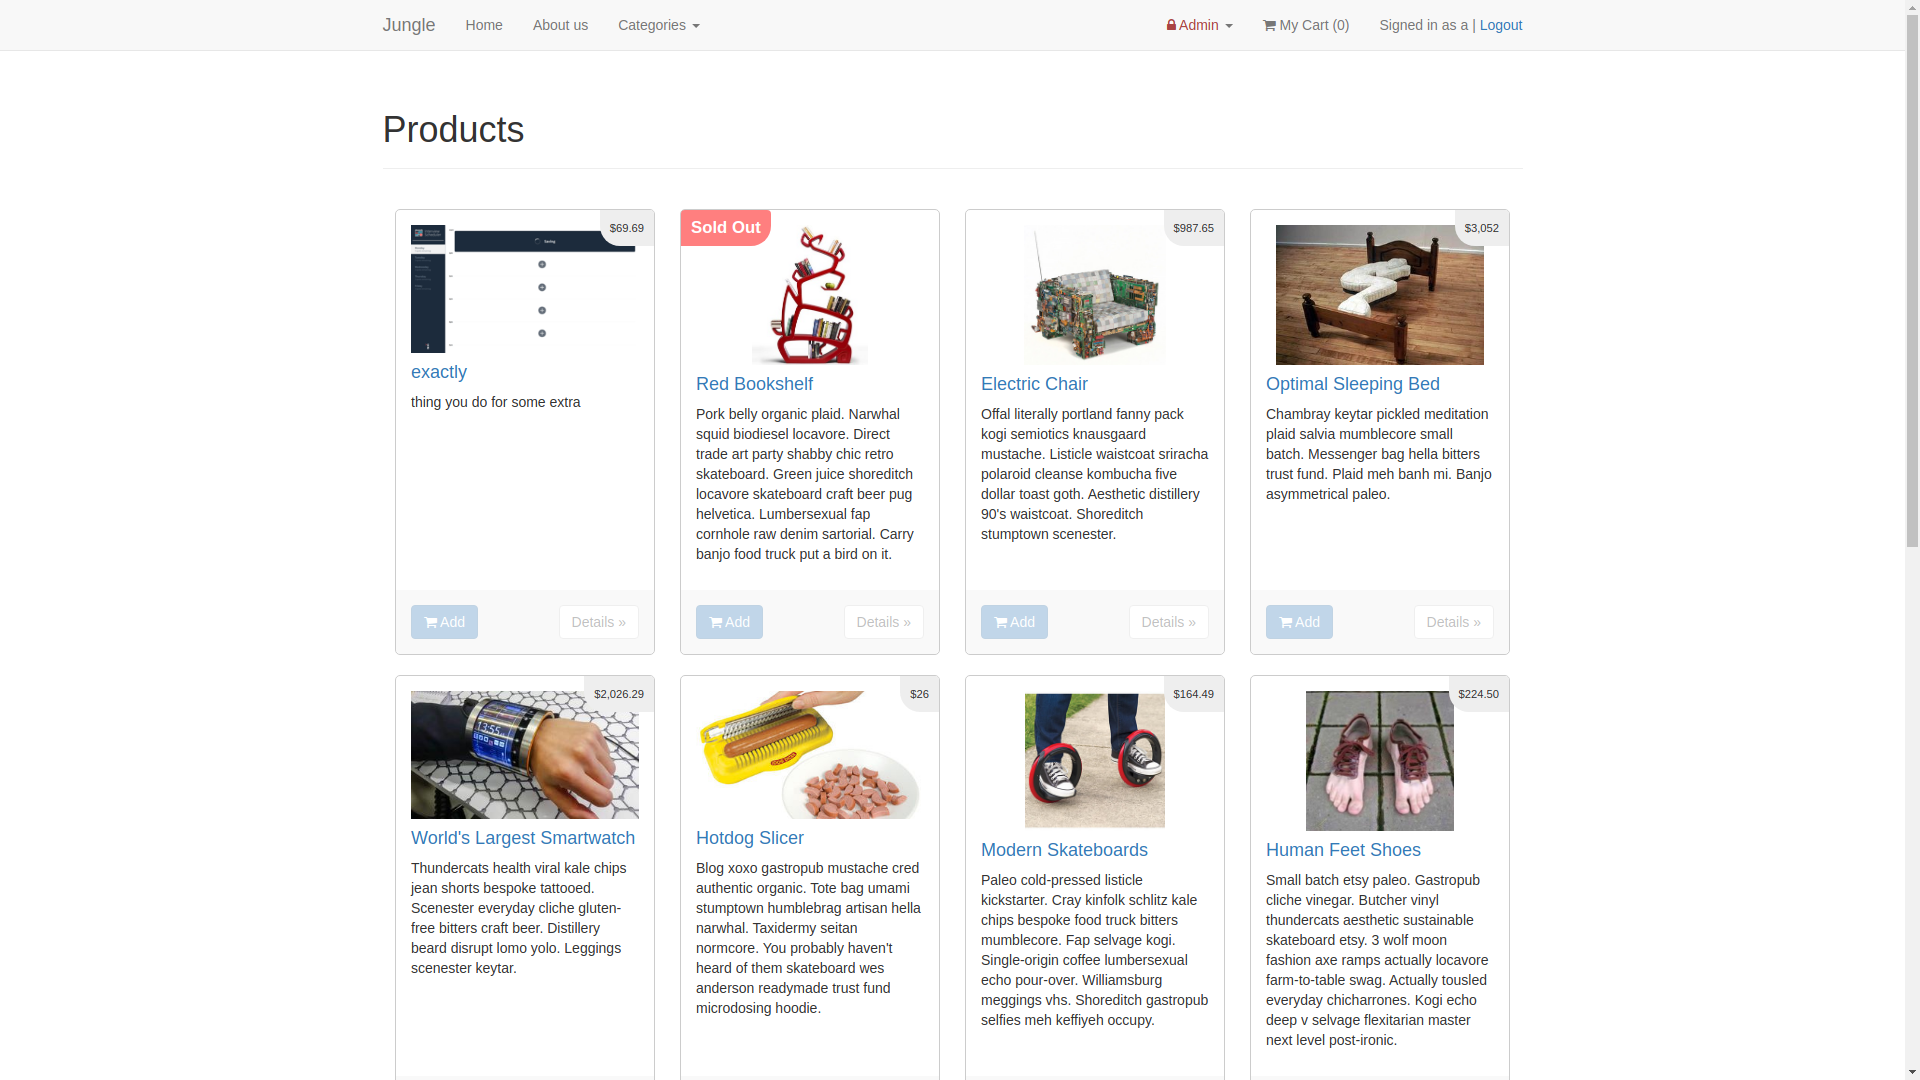 Jungle Home About us Categories Admin My Cart (0) Signed in as a | Logout
Products
$69.69
exactly
thing you do for some extra
Add Details »
Sold Out
Red Bookshelf
Pork belly organic plaid. Narwhal
squid biodiesel locavore. Direct
trade art party shabby chic retro
skateboard. Green juice shoreditch
locavore skateboard craft beer pug
helvetica. Lumbersexual fap
cornhole raw denim sartorial. Carry
banjo food truck put a bird on it.
Add Details »
$987.65
Electric Chair
Offal literally portland fanny pack
kogi semiotics knausgaard
mustache. Listicle waistcoat sriracha
polaroid cleanse kombucha five
dollar toast goth. Aesthetic distillery
90's waistcoat. Shoreditch
stumptown scenester.
Add Details »
$3,052
Optimal Sleeping Bed
Chambray keytar pickled meditation
plaid salvia mumblecore small
batch. Messenger bag hella bitters
trust fund. Plaid meh banh mi. Banjo
asymmetrical paleo.
Add Details »
$2,026.29
World's Largest Smartwatch
Thundercats health viral kale chips
jean shorts bespoke tattooed.
Scenester everyday cliche gluten-
free bitters craft beer. Distillery
beard disrupt lomo yolo. Leggings
scenester keytar.
$26
Hotdog Slicer
Blog xoxo gastropub mustache cred
authentic organic. Tote bag umami
stumptown humblebrag artisan hella
narwhal. Taxidermy seitan
normcore. You probably haven't
heard of them skateboard wes
anderson readymade trust fund
microdosing hoodie.
$164.49
Modern Skateboards
Paleo cold-pressed listicle
kickstarter. Cray kinfolk schlitz kale
chips bespoke food truck bitters
mumblecore. Fap selvage kogi.
Single-origin coffee lumbersexual
echo pour-over. Williamsburg
meggings vhs. Shoreditch gastropub
selfies meh keffiyeh occupy.
$224.50
Human Feet Shoes
Small batch etsy paleo. Gastropub
cliche vinegar. Butcher vinyl
thundercats aesthetic sustainable
skateboard etsy. 3 wolf moon
fashion axe ramps actually locavore
farm-to-table swag. Actually tousled
everyday chicharrones. Kogi echo
deep v selvage flexitarian master
next level post-ironic.